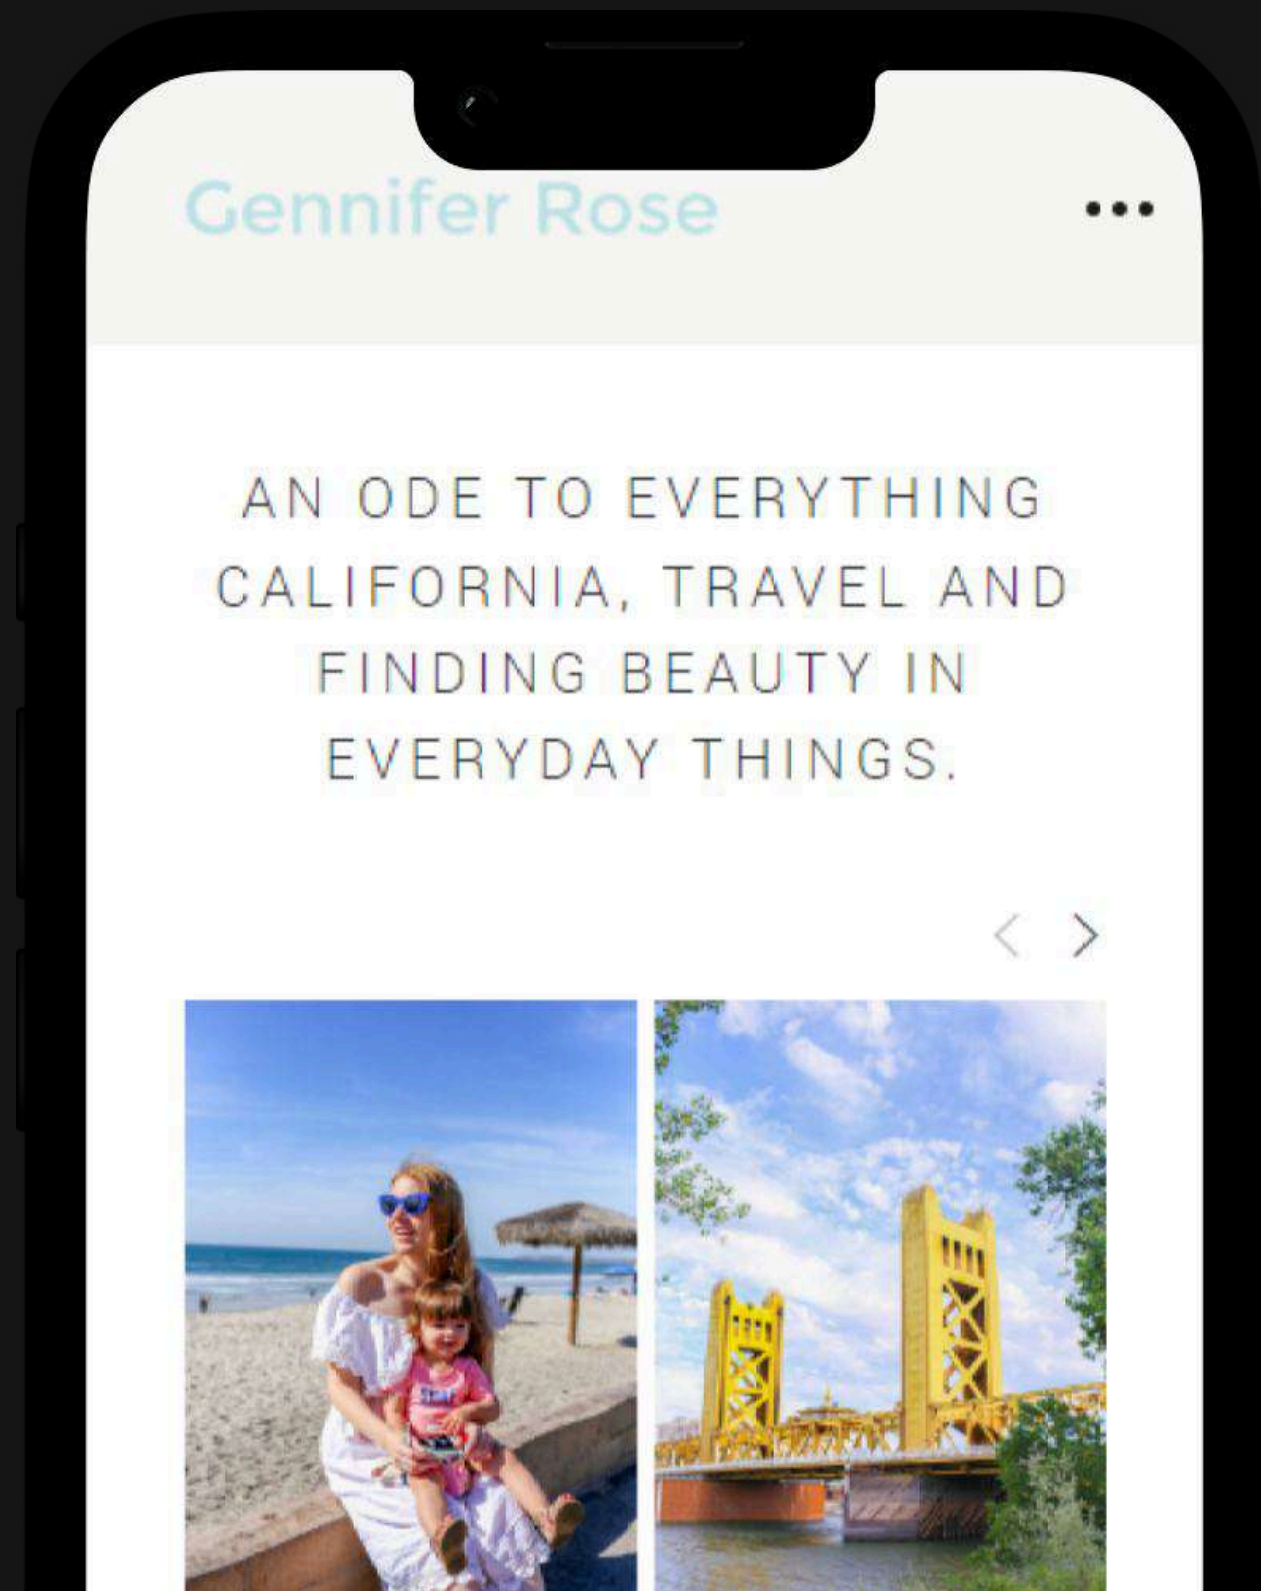 Gennifer Rose
AN ODE TO EVERYTHING
CALIFORNIA, TRAVEL AND
FINDING BEAUTY IN
EVERYDAY THINGS.